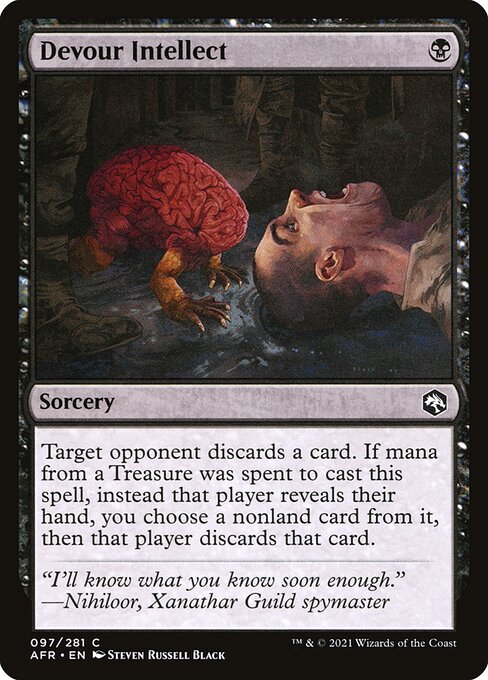 Devour Intellect
Sorcery
Target opponent discards a card. If mana
from a Treasure was spent to cast this
spell, instead that player reveals their
hand, you choose a nonland card from it,
then that player discards that card.
“I’ll know what you know soon enough.”
—Nihiloor, Xanathar Guild spymaster
097/281 C
AFR • EN Steven Russell Black
™ & © 2021 Wizards of the Coast